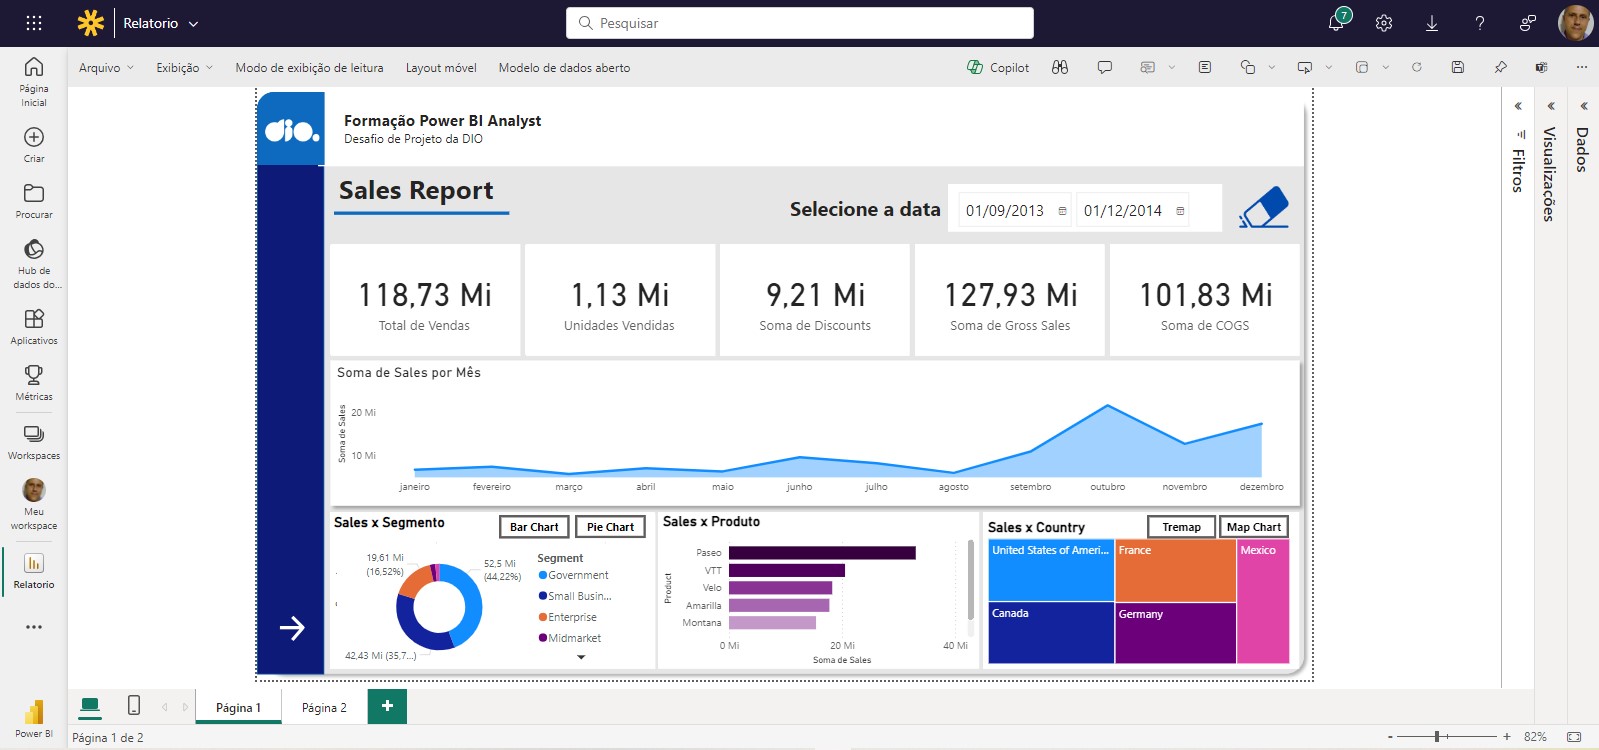 Relatorio
Pesquisar
7
Arquivo
Exibição
Modo de exibição de leitura
Layout móvel
Modelo de dados aberto
Copilot
Página
Inicial
Criar
Procurar
Hub de
dados do...
Aplicativos
Métricas
Workspaces
Meu
workspace
Relatorio
Power BI
dio.
Formação Power BI Analyst
Desafio de Projeto da DIO
Sales Report
Selecione a data
01/09/2013
01/12/2014
118,73 Mi
Total de Vendas
1,13 Mi
Unidades Vendidas
9,21 Mi
Soma de Discounts
127,93 Mi
Soma de Gross Sales
101,83 Mi
Soma de COGS
Soma de Sales por Mês
Soma de Sales
20 Mi
10 Mi
janeiro
fevereiro
março
abril
maio
junho
julho
agosto
setembro
outubro
novembro
dezembro
Sales x Segmento
Bar Chart
Pie Chart
19,61 Mi
(16,52%)
52,5 Mi
(44,22%)
42,43 Mi (35,7...)
Segment
Government
Small Busin...
Enterprise
Midmarket
Sales x Produto
Product
Paseo
VTT
Velo
Amarilla
Montana
0 Mi
20 Mi
40 Mi
Soma de Sales
Sales x Country
Tremap
Map Chart
United States of Ameri...
France
Mexico
Canada
Germany
Filtros
Visualizações
Dados
Página 1
Página 2
+
Página 1 de 2
- + 82%